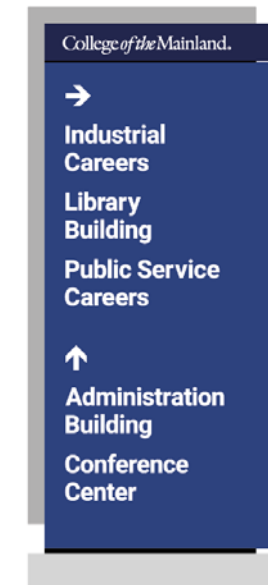 College of the Mainland.
→
Industrial
Careers
Library
Building
Public Service
Careers
↑
Administration
Building
Conference
Center